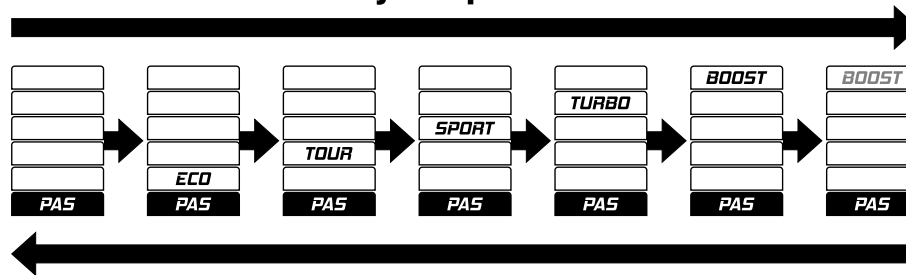 BOOST BOOST
TURBO
SPORT
TOUR
ECO
PAS PAS PAS PAS PAS PAS PAS